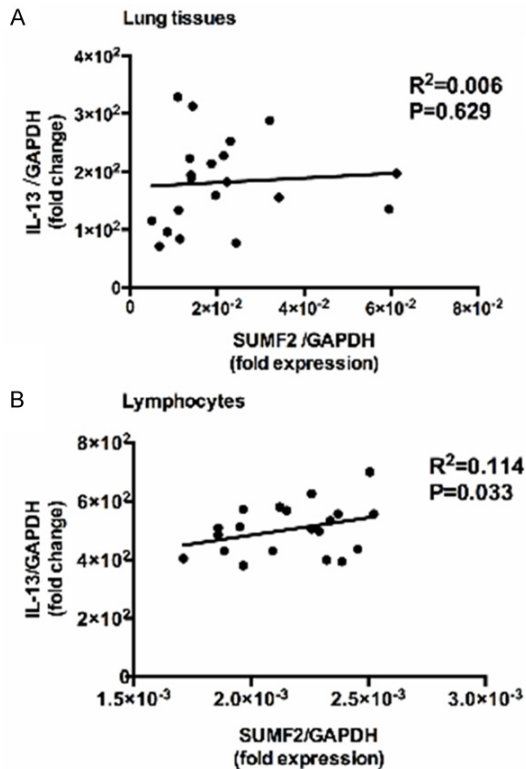 A
Lung tissues
4×10²
3×10²
2×10²
1×10²
0
IL-13 /GAPDH
(fold change)
R²=0.006
P=0.629
0
2×10⁻²
4×10⁻²
6×10⁻²
8×10⁻²
SUMF2 /GAPDH
(fold expression)
B
Lymphocytes
8×10²
6×10²
4×10²
2×10²
0
IL-13/GAPDH
(fold change)
R²=0.114
P=0.033
1.5×10⁻³
2.0×10⁻³
2.5×10⁻³
3.0×10⁻³
SUMF2/GAPDH
(fold expression)